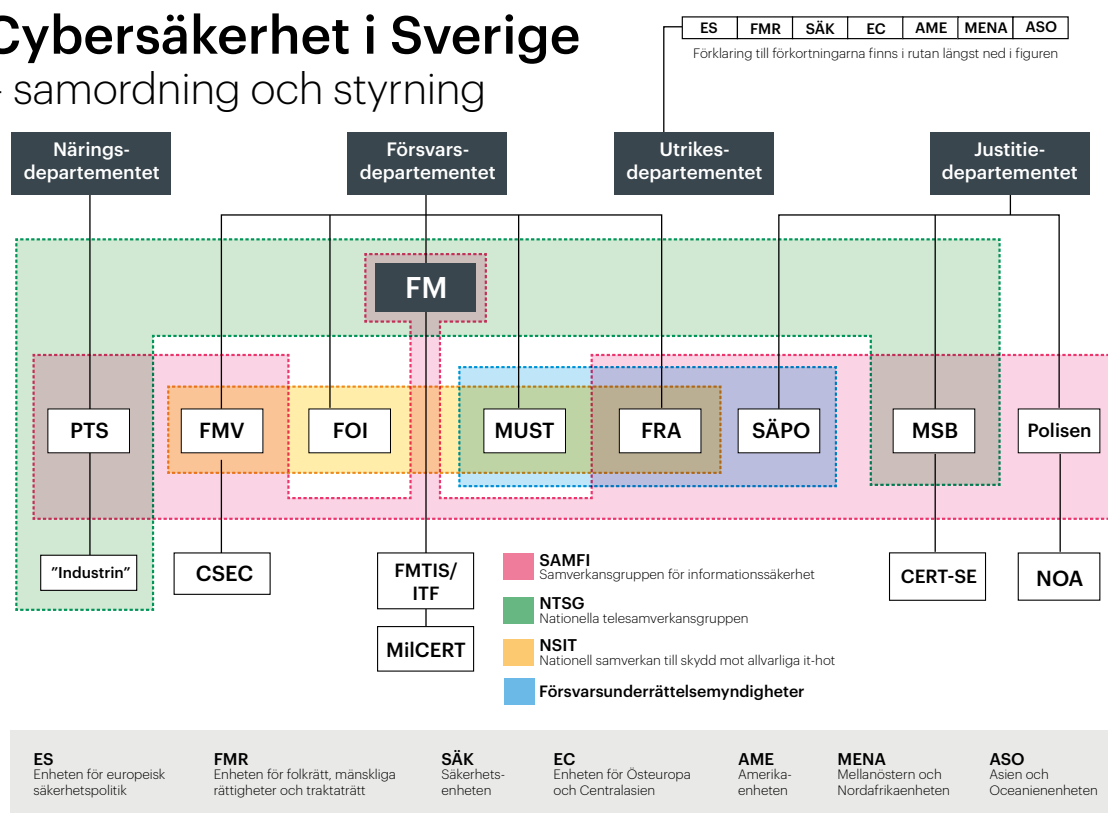 Cybersäkerhet i Sverige
- samordning och styrning
ES FMR SÄK EC AME MENA ASO
Förklaring till förkortningarna finns i rutan längst ned i figuren
Närings-
departementet
Försvars-
departementet
Utrikes-
departementet
Justitie-
departementet
FM
PTS
FMV
FOI
MUST
FRA
SÄPO
MSB
Polisen
"Industrin"
CSEC
FMTIS/
ITF
MilCERT
CERT-SE
NOA
SAMFI
Samverkansgruppen för informationssäkerhet
NTSG
Nationella telesamverkansgruppen
NSIT
Nationell samverkan till skydd mot allvarliga it-hot
Försvarsunderrättelsemyndigheter
ES
Enheten för europeisk
säkerhetspolitik
FMR
Enheten för folkrätt, mänskliga
rättigheter och traktaträtt
SÄK
Säkerhets-
enheten
EC
Enheten för Östeuropa
och Centralasien
AME
Amerika-
enheten
MENA
Mellanöstern och
Nordafrikaenheten
ASO
Asien och
Oceanienenheten